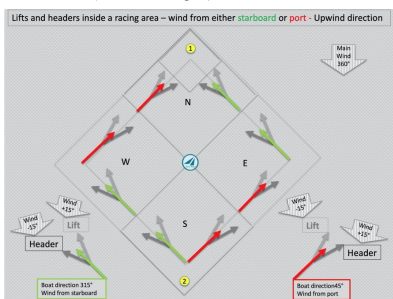 Lifts and headers inside a racing area – wind from either starboard or port - Upwind direction
1
Main
Wind
360°
N
W
E
S
Wind
+15°
Wind
-15°
Lift
Header
Wind
-15°
Wind
+15°
Lift
Header
2
Boat direction 315°
Wind from starboard
Boat direction45°
Wind from port